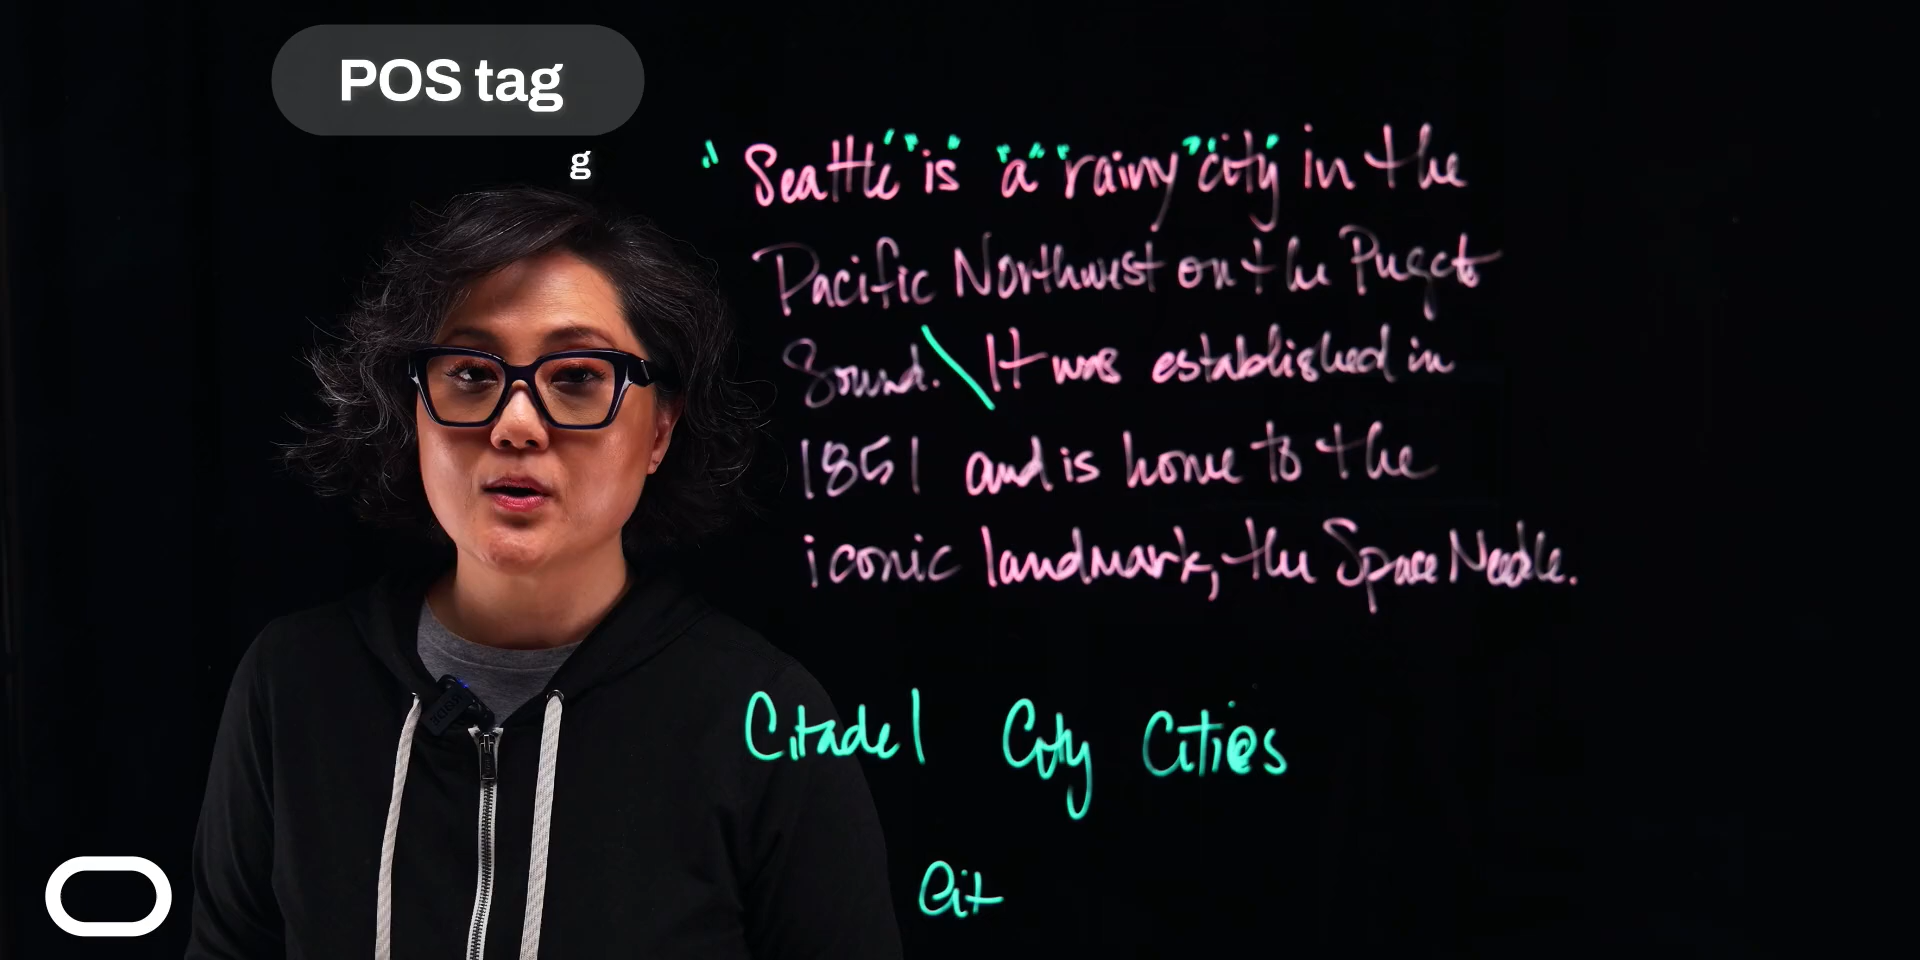 POS tag
g
"Seattle" "is" "a" "rainy" "city" in the
Pacific Northwest on the Puget
Sound. \ It was established in
1851 and is home to the
iconic landmark, the Space Needle.
Citadel City Cities
Cit